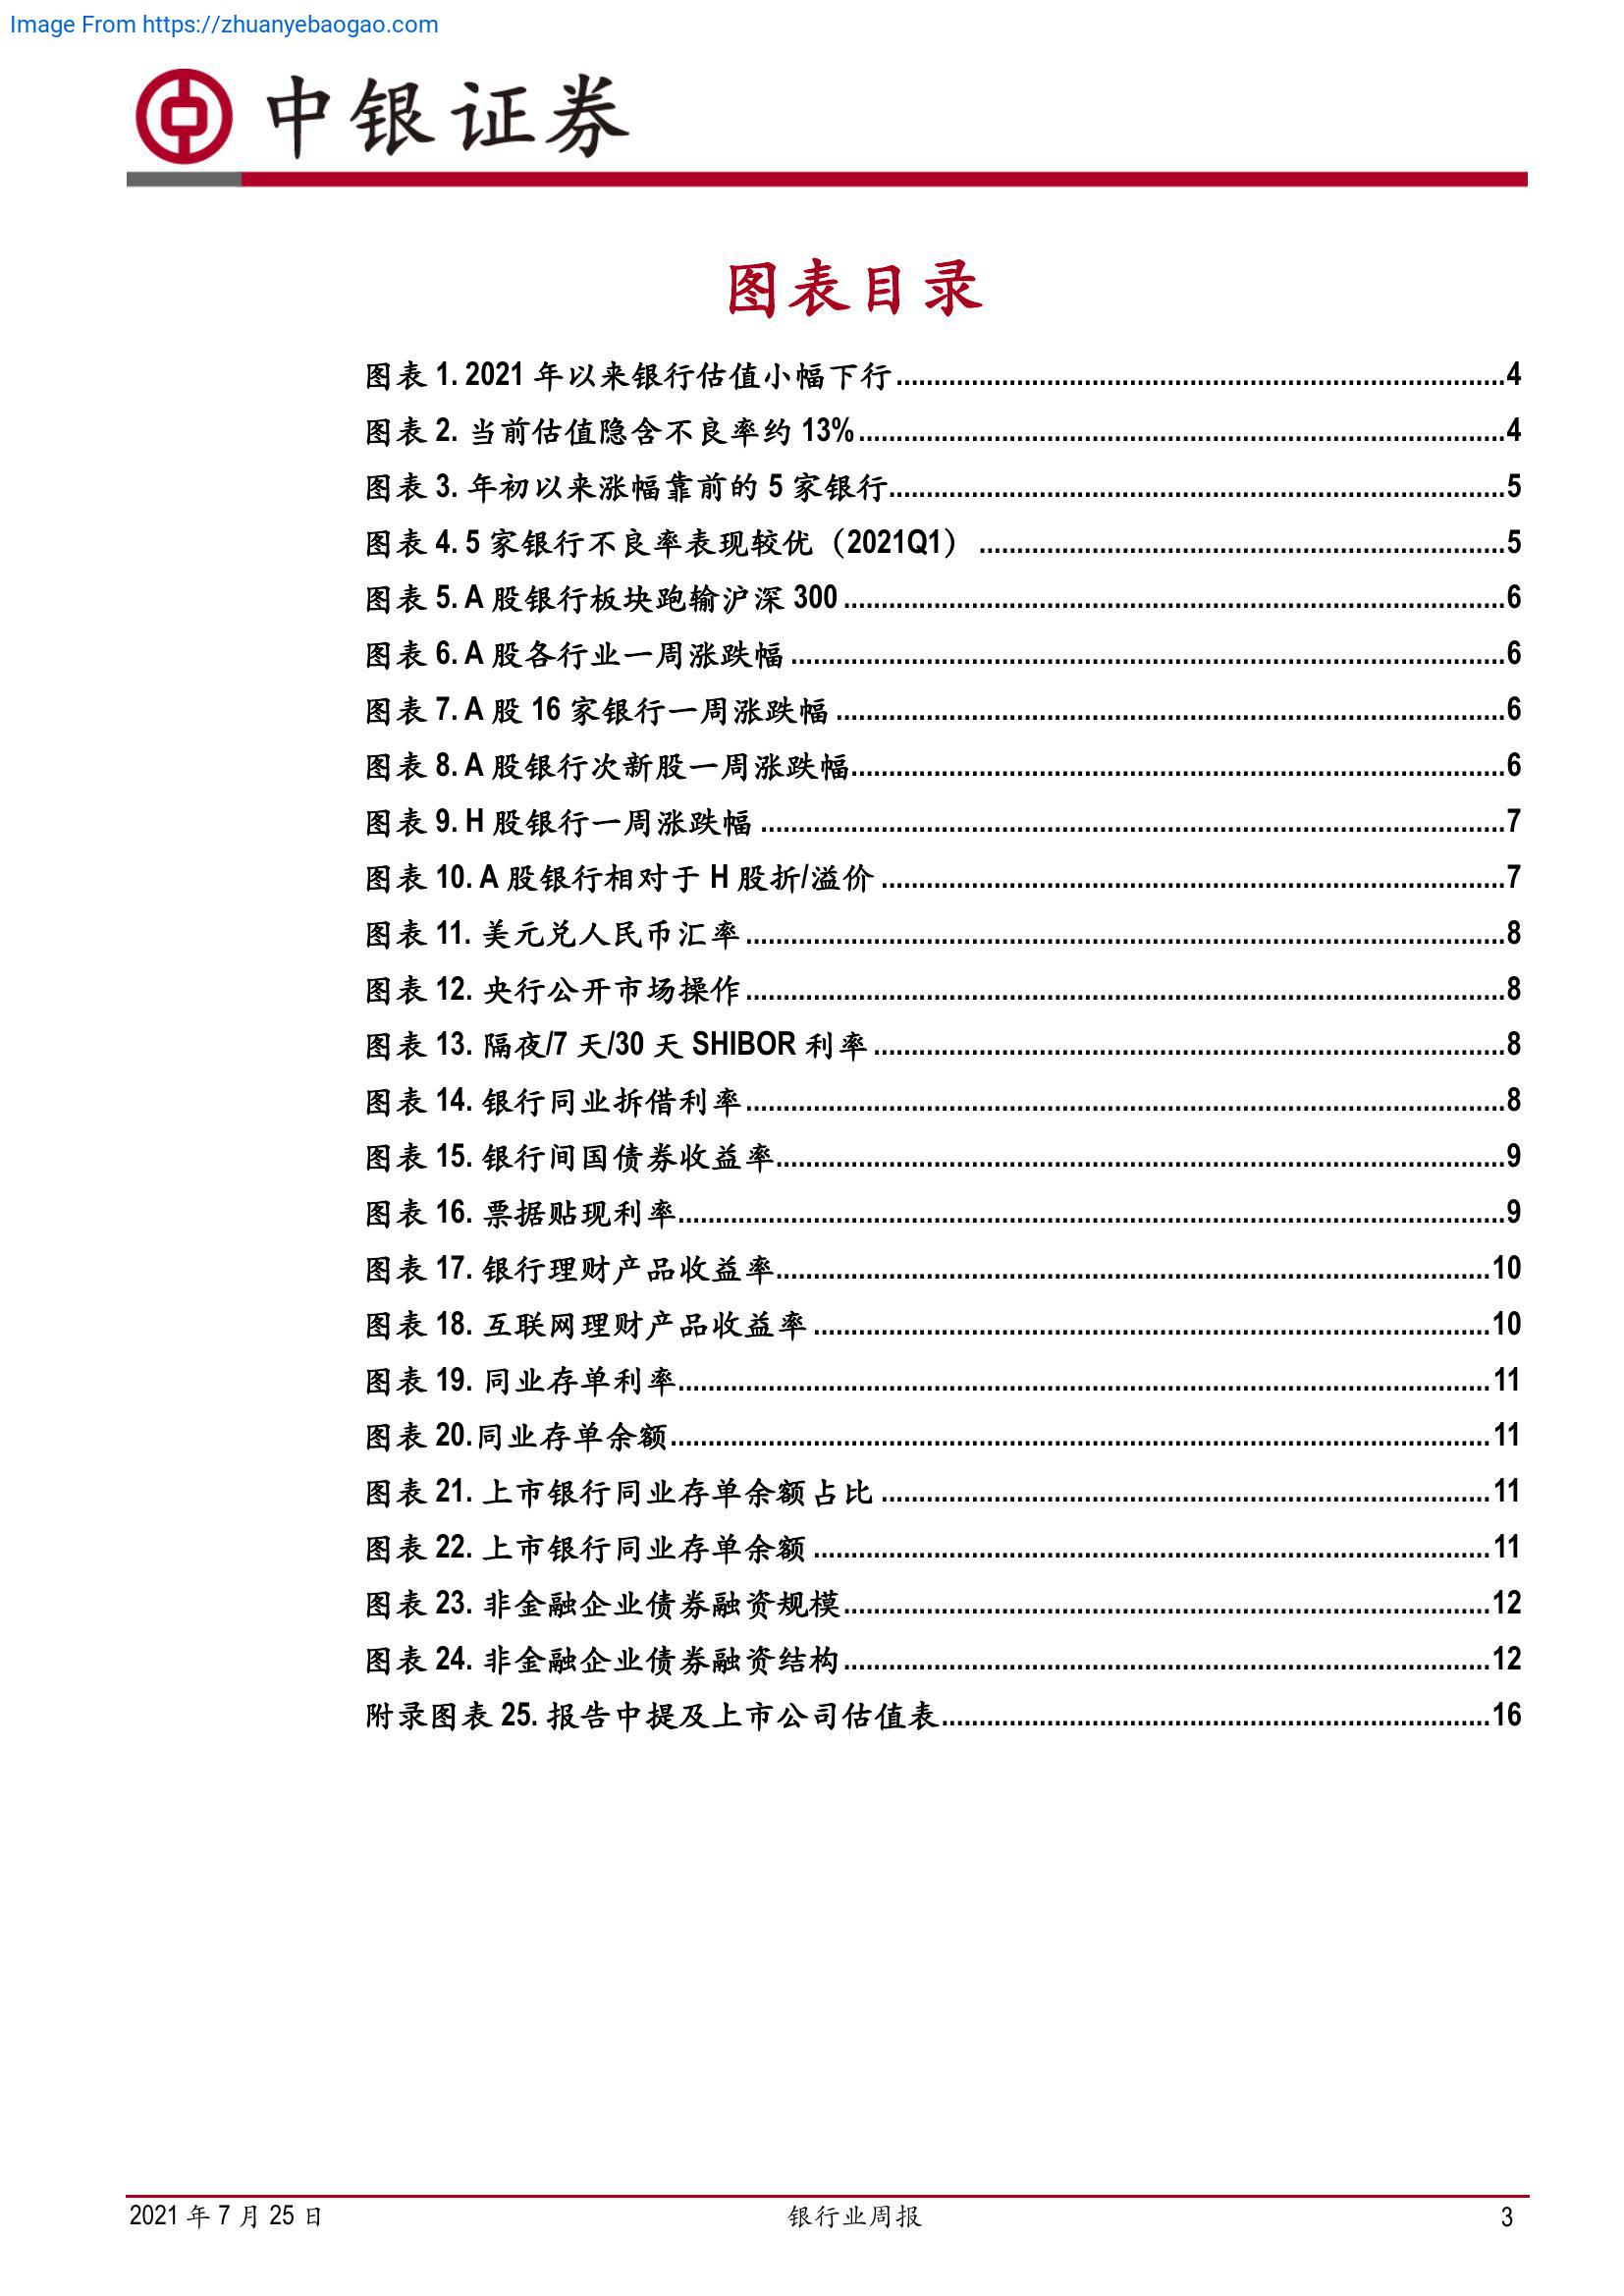 Image From https://zhuanyebaogao.com
中银证券
图表目录
图表 1. 2021 年以来银行估值小幅下行....................4
图表 2. 当前估值隐含不良率约 13%....................4
图表 3. 年初以来涨幅靠前的 5 家银行....................5
图表 4. 5 家银行不良率表现较优（2021Q1）....................5
图表 5. A 股银行板块跑输沪深 300....................6
图表 6. A 股各行业一周涨跌幅....................6
图表 7. A 股 16 家银行一周涨跌幅....................6
图表 8. A 股银行次新股一周涨跌幅....................6
图表 9. H 股银行一周涨跌幅....................7
图表 10. A 股银行相对于 H 股折/溢价....................7
图表 11. 美元兑人民币汇率....................8
图表 12. 央行公开市场操作....................8
图表 13. 隔夜/7 天/30 天 SHIBOR 利率....................8
图表 14. 银行同业拆借利率....................8
图表 15. 银行间国债券收益率....................9
图表 16. 票据贴现利率....................9
图表 17. 银行理财产品收益率....................10
图表 18. 互联网理财产品收益率....................10
图表 19. 同业存单利率....................11
图表 20.同业存单余额....................11
图表 21. 上市银行同业存单余额占比....................11
图表 22. 上市银行同业存单余额....................11
图表 23. 非金融企业债券融资规模....................12
图表 24. 非金融企业债券融资结构....................12
附录图表 25. 报告中提及上市公司估值表....................16
2021 年 7 月 25 日 银行业周报 3